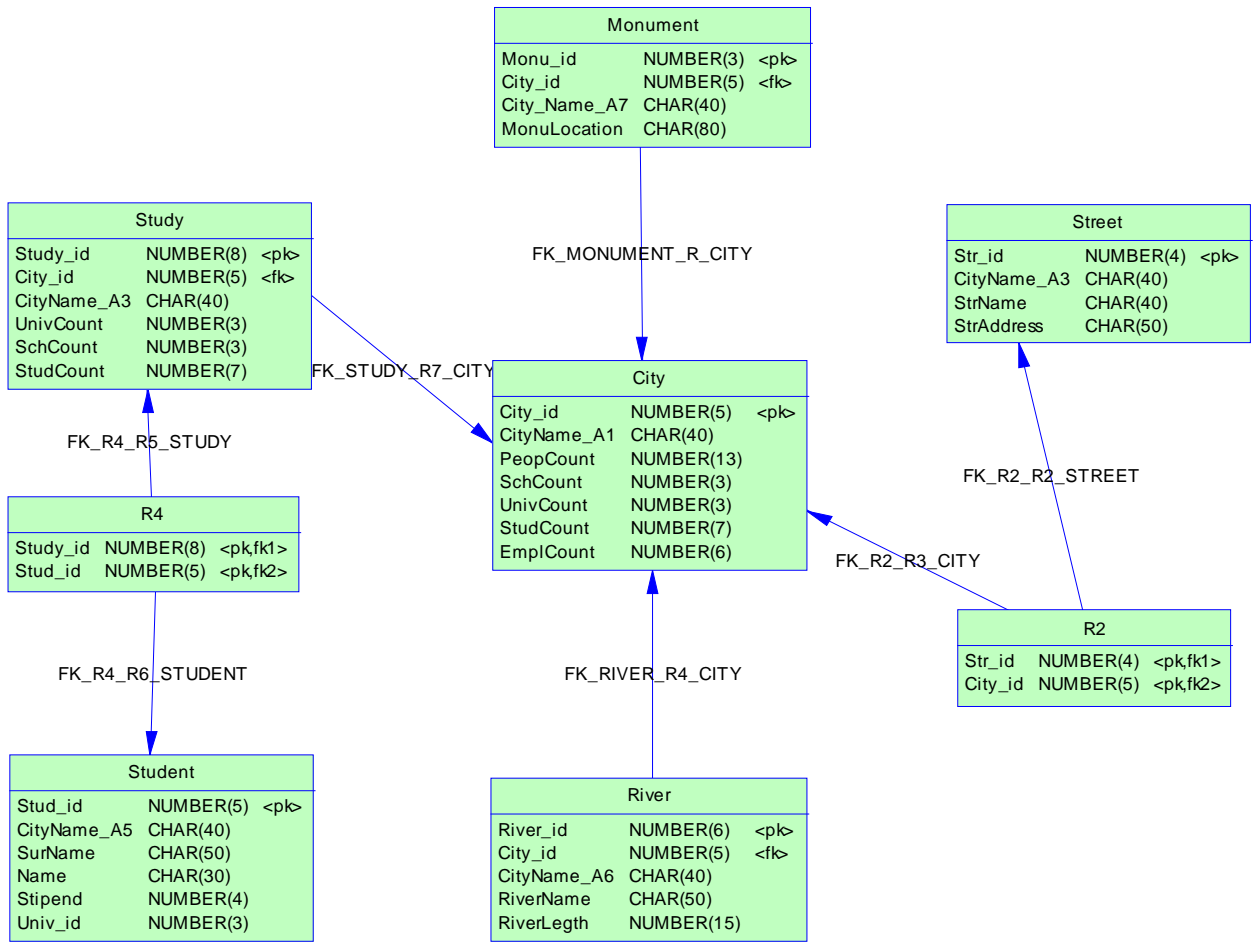 Monument
Monu_id NUMBER(3) <pk>
City_id NUMBER(5) <fk>
City_Name_A7 CHAR(40)
MonuLocation CHAR(80)
Study
Study_id NUMBER(8) <pk>
City_id NUMBER(5) <fk>
CityName_A3 CHAR(40)
UnivCount NUMBER(3)
SchCount NUMBER(3)
StudCount NUMBER(7)
Street
Str_id NUMBER(4) <pk>
CityName_A3 CHAR(40)
StrName CHAR(40)
StrAddress CHAR(50)
FK_MONUMENT_R_CITY
FK_STUDY_R7_CITY
City
City_id NUMBER(5) <pk>
CityName_A1 CHAR(40)
PeopCount NUMBER(13)
SchCount NUMBER(3)
UnivCount NUMBER(3)
StudCount NUMBER(7)
EmplCount NUMBER(6)
FK_R4_R5_STUDY
FK_R2_R2_STREET
R4
Study_id NUMBER(8) <pk,fk1>
Stud_id NUMBER(5) <pk,fk2>
FK_R2_R3_CITY
R2
Str_id NUMBER(4) <pk,fk1>
City_id NUMBER(5) <pk,fk2>
FK_R4_R6_STUDENT
FK_RIVER_R4_CITY
Student
Stud_id NUMBER(5) <pk>
CityName_A5 CHAR(40)
SurName CHAR(50)
Name CHAR(30)
Stipend NUMBER(4)
Univ_id NUMBER(3)
River
River_id NUMBER(6) <pk>
City_id NUMBER(5) <fk>
CityName_A6 CHAR(40)
RiverName CHAR(50)
RiverLegth NUMBER(15)